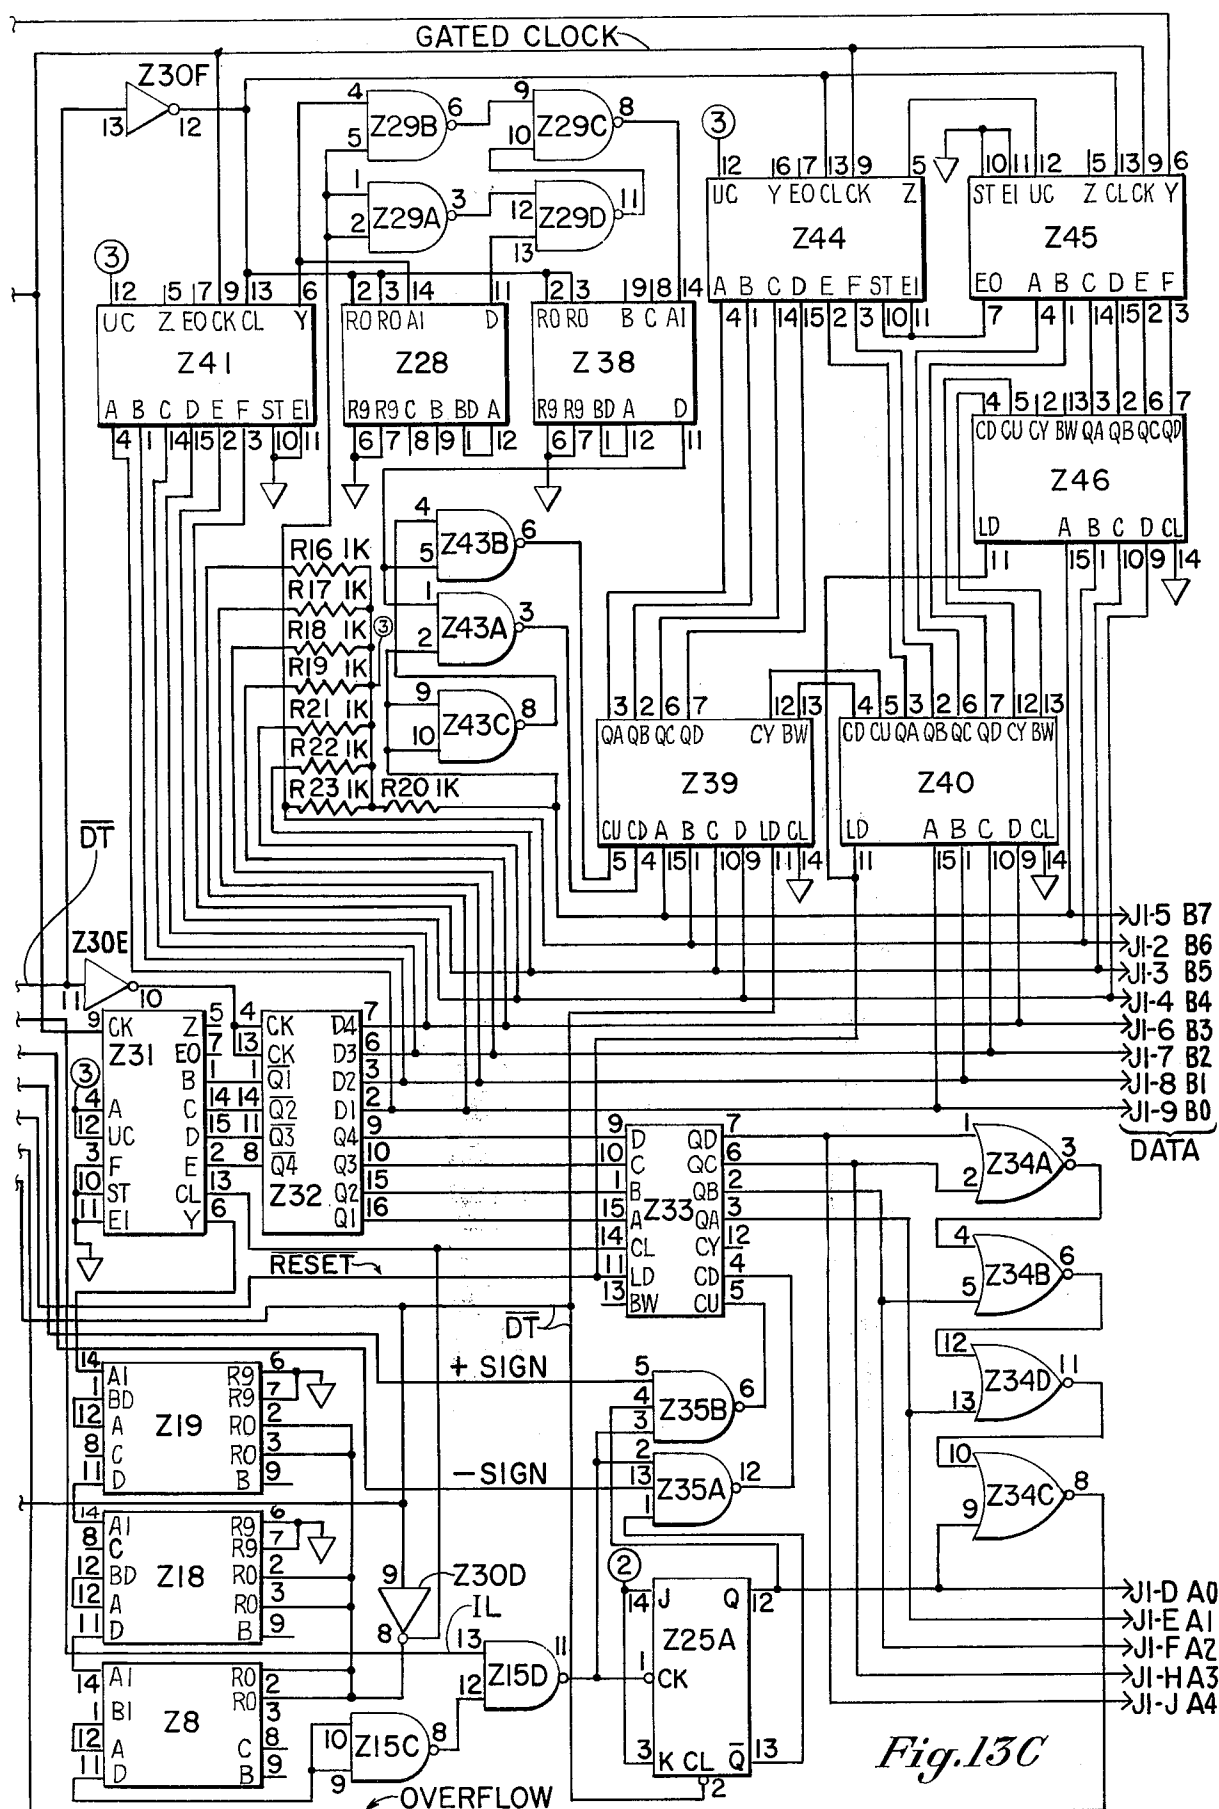 GATED CLOCK
Z30F
13 12
4 5 6 Z29B
9 10 8 Z29C
1 2 3 Z29A
12 13 11 Z29D
3
12 5 7 9 13 6
UC Z EO CK CL Y
Z41
A B C D E F ST EI
4 1 14 15 2 3 10 11
2 3 14 11
RO RO AI D
Z28
R9 R9 C B BD A
6 7 8 9 1 12
2 3 9 8 14
RO RO B C AI
Z38
R9 R9 BD A D
6 7 1 12 11
3
12 16 17 13 9 5
UC Y EO CL CK Z
Z44
A B C D E F ST EI
4 1 14 15 2 3 10 11
10 11 12 5 13 9 6
ST EI UC Z CL CK Y
Z45
EO A B C D E F
7 4 1 14 15 2 3
4 5 12 13 3 2 6 7
CD CU CY BW QA QB QC QD
Z46
LD A B C D CL
11 15 1 10 9 14
4 5 6 Z43B
1 2 3 Z43A
9 10 8 Z43C
R16 1K
R17 1K
R18 1K
3
R19 1K
R21 1K
R22 1K
R23 1K R20 1K
3 2 6 7 12 13
QA QB QC QD CY BW
Z39
CU CD A B C D LD CL
5 4 15 1 10 9 11 14
4 5 3 2 6 7 12 13
CD CU QA QB QC QD CY BW
Z40
LD A B C D CL
11 15 1 10 9 14
DT
Z30E
11 10
J1-5 B7
J1-2 B6
J1-3 B5
J1-4 B4
J1-6 B3
J1-7 B2
J1-8 B1
J1-9 B0
DATA
9 CK Z 5
Z31
EO 7
B 1
3
4 A C 14
12 UC D 15
3 F E 2
10 ST CL 13
11 EI Y 6
4 CK D4 7
13 CK D3 6
1 Q1 D2 3
14 Q2 D1 2
11 Q3 Q4 9
8 Q4 Q3 10
Z32
Q2 15
Q1 16
9 D QD 7
10 C QC 6
1 B QB 2
Z33
15 A QA 3
14 CL CY 12
11 LD CD 4
13 BW CU 5
1 2 3 Z34A
4 5 6 Z34B
12 13 11 Z34D
10 9 8 Z34C
RESET
DT
+ SIGN
- SIGN
5 4 3 6 Z35B
2 13 1 12 Z35A
14 AI R9 6
1 BD R9 7
12 A RO 2
Z19
8 C RO 3
11 D B 9
14 AI R9 6
8 C R9 7
12 BD RO 2
Z18
12 A RO 3
11 D B 9
14 AI RO 2
1 BI RO 3
Z8
12 A C 8
11 D B 9
9 Z30D
8
IL
13 12 11 Z15D
10 9 8 Z15C
OVERFLOW
2
14 J Q 12
Z25A
1 CK
3 K CL Q 13
2
J1-D A0
J1-E A1
J1-F A2
J1-H A3
J1-J A4
Fig.13C